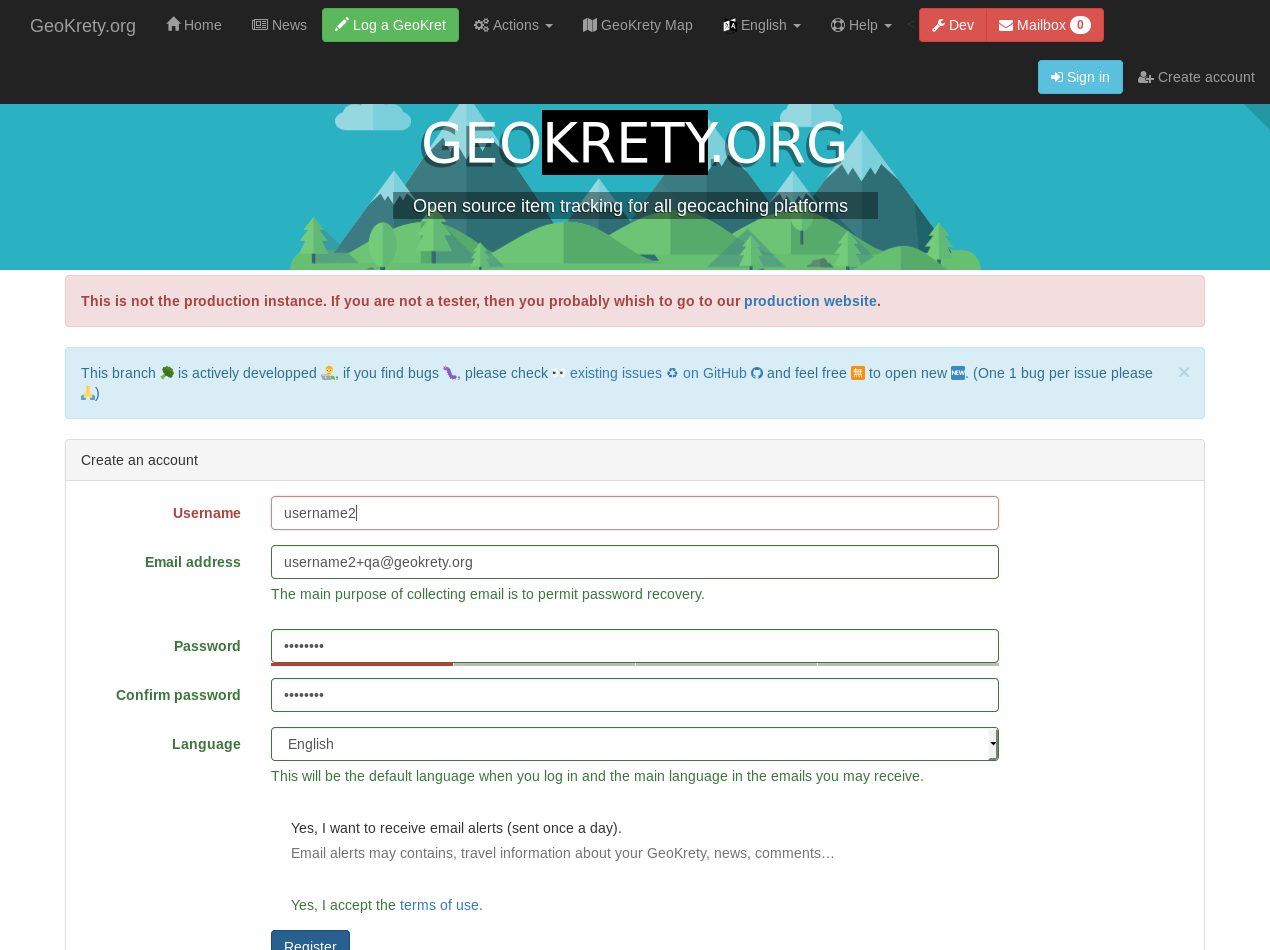 GeoKrety.org Home News Log a GeoKret Actions GeoKrety Map English Help Dev Mailbox 0
Sign in Create account
GEOKRETY.ORG
Open source item tracking for all geocaching platforms
This is not the production instance. If you are not a tester, then you probably whish to go to our production website.
This branch 🌳 is actively developped 👨‍💻, if you find bugs 🐛, please check 👀 existing issues ♻ on GitHub and feel free 🈚 to open new 🆕. (One 1 bug per issue please ×
🙏)
Create an account
Username username2
Email address username2+qa@geokrety.org
The main purpose of collecting email is to permit password recovery.
Password ••••••••
Confirm password ••••••••
Language English
This will be the default language when you log in and the main language in the emails you may receive.
Yes, I want to receive email alerts (sent once a day).
Email alerts may contains, travel information about your GeoKrety, news, comments…
Yes, I accept the terms of use.
Register